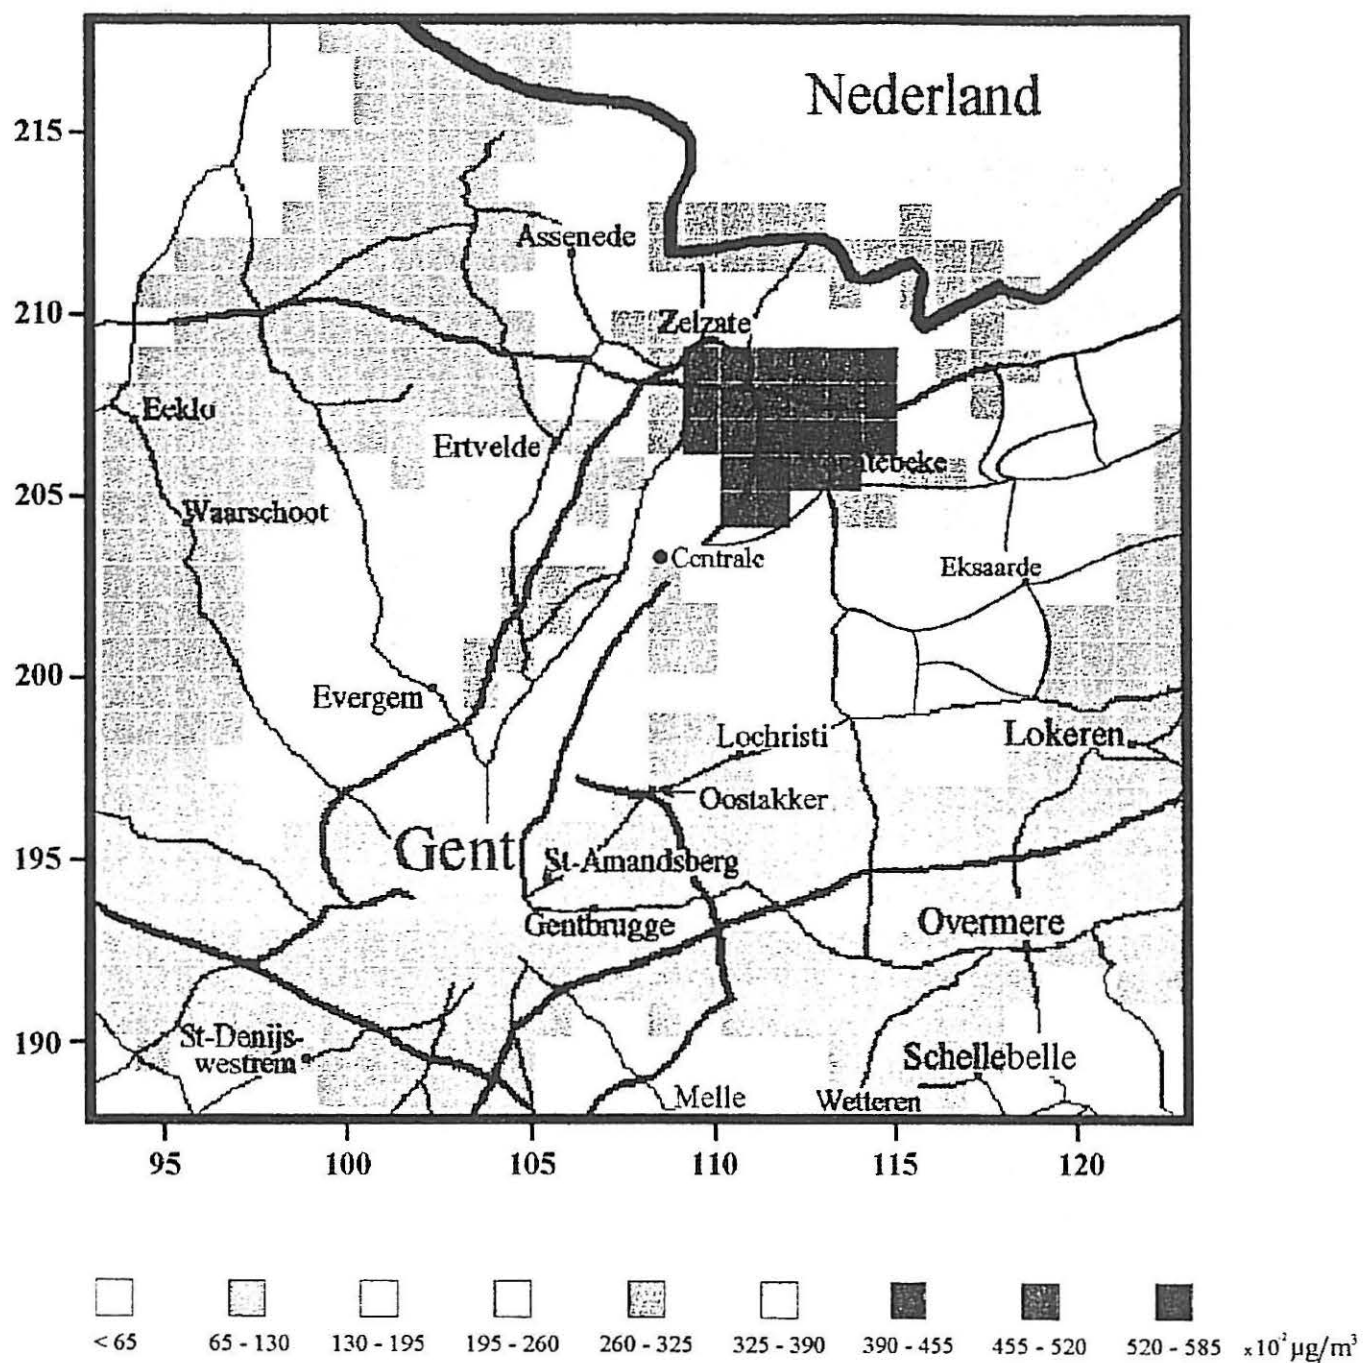 Nederland
215
Assenede
210
Zelzate
Eeklo
Ertvelde
205
Waarschoot
Centrale
Eksaarde
200
Evergem
Lochristi
Lokeren
Oostakker
Gent
195
St-Amandsberg
Gentbrugge
Overmere
190
St-Denijs-
westrem
Schellebelle
Melle
Wetteren
95 100 105 110 115 120
< 65 65 - 130 130 - 195 195 - 260 260 - 325 325 - 390 390 - 455 455 - 520 520 - 585 x10⁻² µg/m³